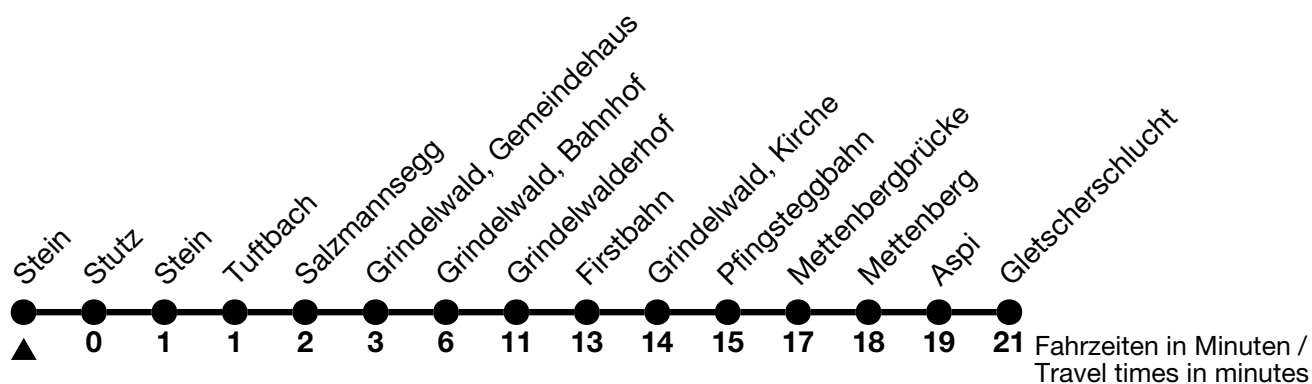 Stein
Stutz
Stein
Tuftbach
Salzmannsegg
Grindelwald, Gemeindehaus
Grindelwald, Bahnhof
Grindelwalderhof
Firstbahn
Grindelwald, Kirche
Pfingsteggbahn
Mettenbergbrücke
Mettenberg
Aspi
Gletscherschlucht
0 1 1 2 3 6 11 13 14 15 17 18 19 21 Fahrzeiten in Minuten /
Travel times in minutes